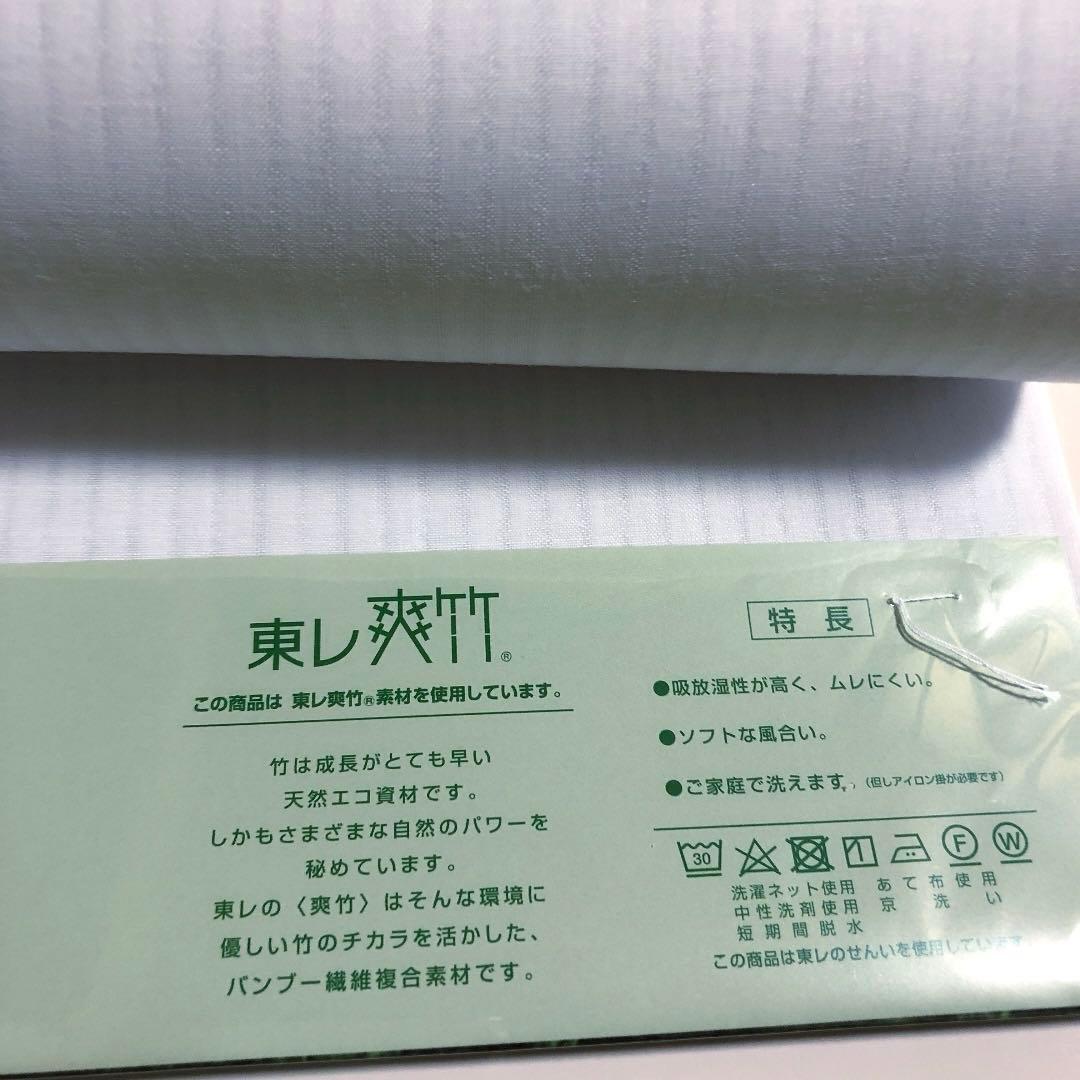 東レ爽竹®
この商品は 東レ爽竹®素材を使用しています。
竹は成長がとても早い
天然エコ資材です。
しかもさまざまな自然のパワーを
秘めています。
東レの〈爽竹〉はそんな環境に
優しい竹のチカラを活かした、
バンブー繊維複合素材です。
特 長
●吸放湿性が高く、ムレにくい。
●ソフトな風合い。
●ご家庭で洗えます。(但しアイロン掛が必要です)
30 F W
洗濯ネット使用 あて布使用
中性洗剤使用 京洗い
短期間脱水
この商品は東レのせんいを使用しています